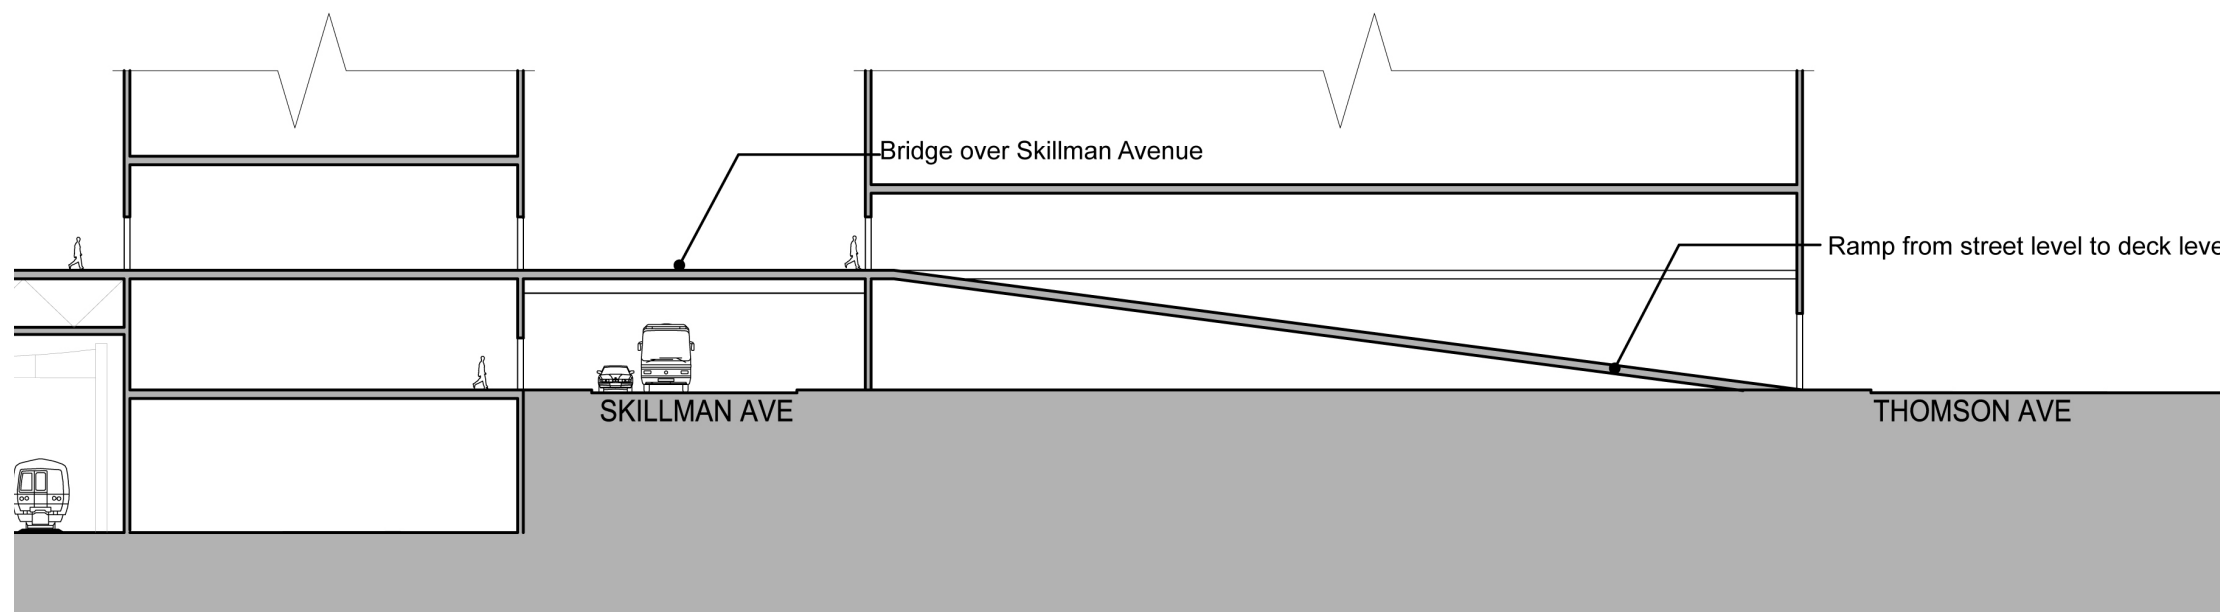 Bridge over Skillman Avenue
Ramp from street level to deck leve
SKILLMAN AVE
THOMSON AVE